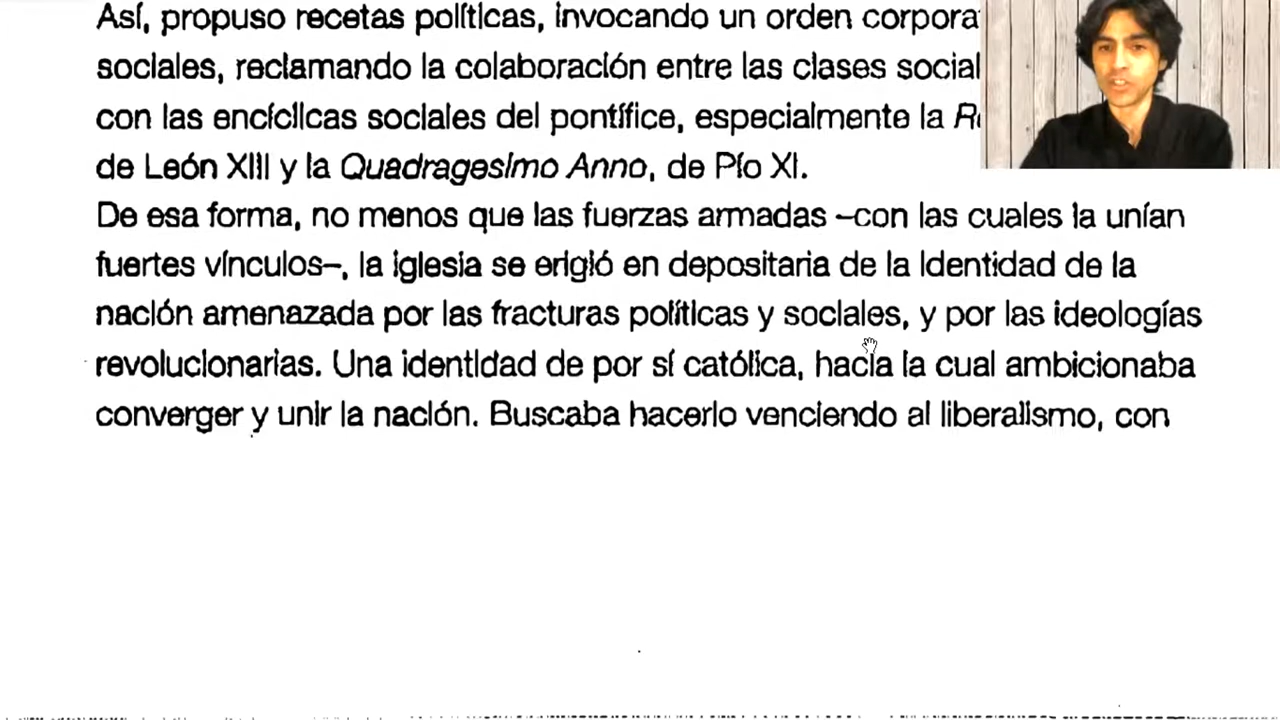 Así, propuso recetas políticas, invocando un orden
sociales, reclamando la colaboración entre las clases
con las encíclicas sociales del pontífice, especialmente la
de León XIII y la Quadragesimo Anno, de Pío XI.
De esa forma, no menos que las fuerzas armadas –con las cuales la unían
fuertes vínculos–, la iglesia se erigió en depositaria de la identidad de la
nación amenazada por las fracturas políticas y sociales, y por las ideologías
revolucionarias. Una identidad de por sí católica, hacia la cual ambicionaba
converger y unir la nación. Buscaba hacerlo venciendo al liberalismo, con